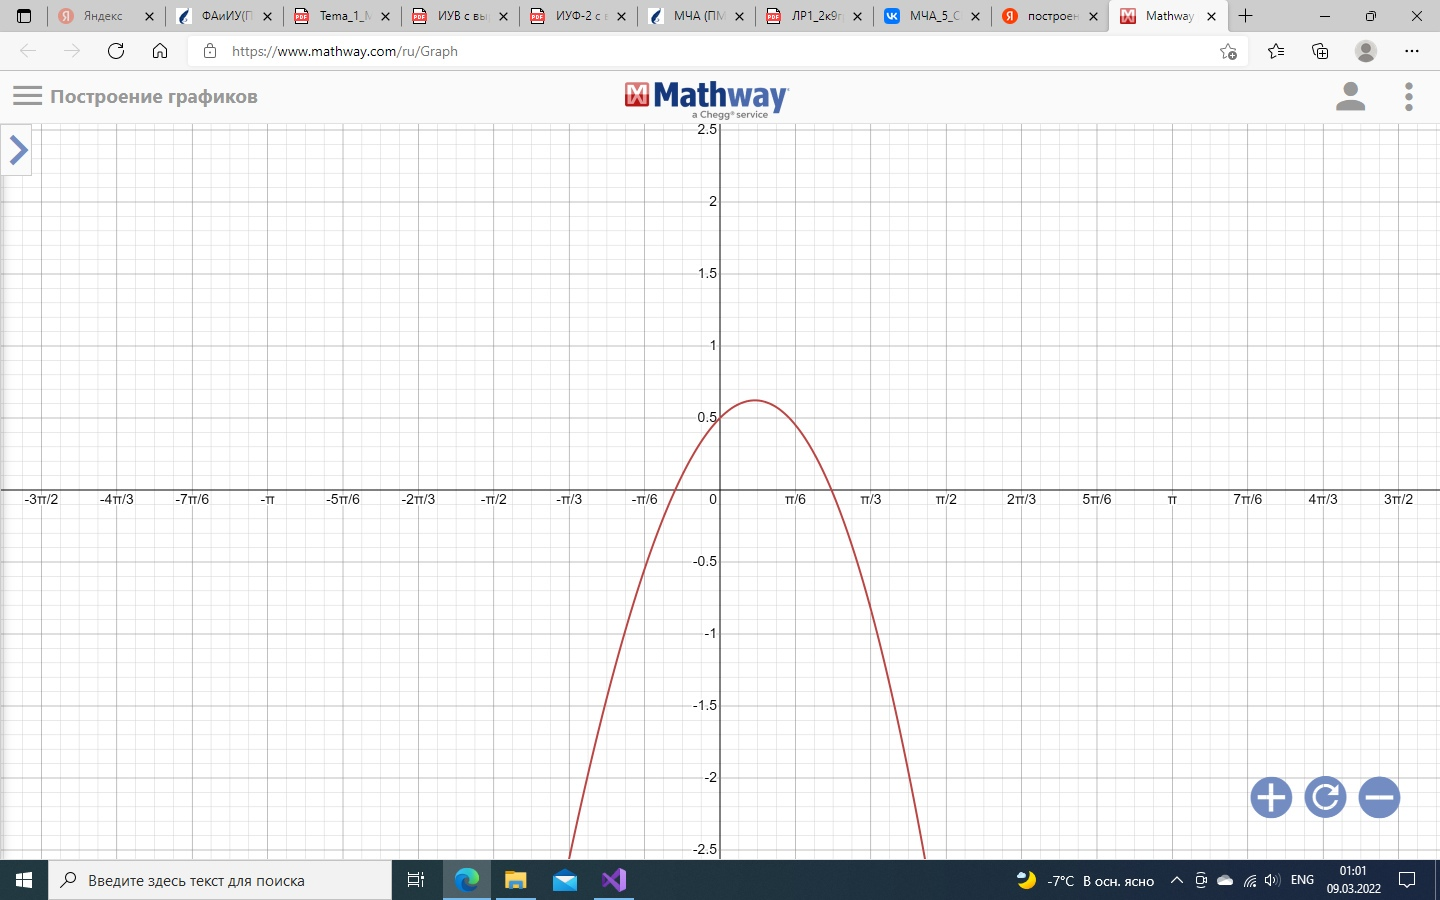 Яндекс ФАиИУ(П Tema_1_М ИУВ с вы ИУФ-2 с в МЧА (ПМ ЛР1_2к9г МЧА_5_С построен Mathway
https://www.mathway.com/ru/Graph
Построение графиков
Mathway
a Chegg® service
2.5
2
1.5
1
0.5
-3π/2 -4π/3 -7π/6 -π -5π/6 -2π/3 -π/2 -π/3 -π/6 0 π/6 π/3 π/2 2π/3 5π/6 π 7π/6 4π/3 3π/2
-0.5
-1
-1.5
-2
-2.5
Введите здесь текст для поиска
-7°C В осн. ясно
ENG
01:01
09.03.2022